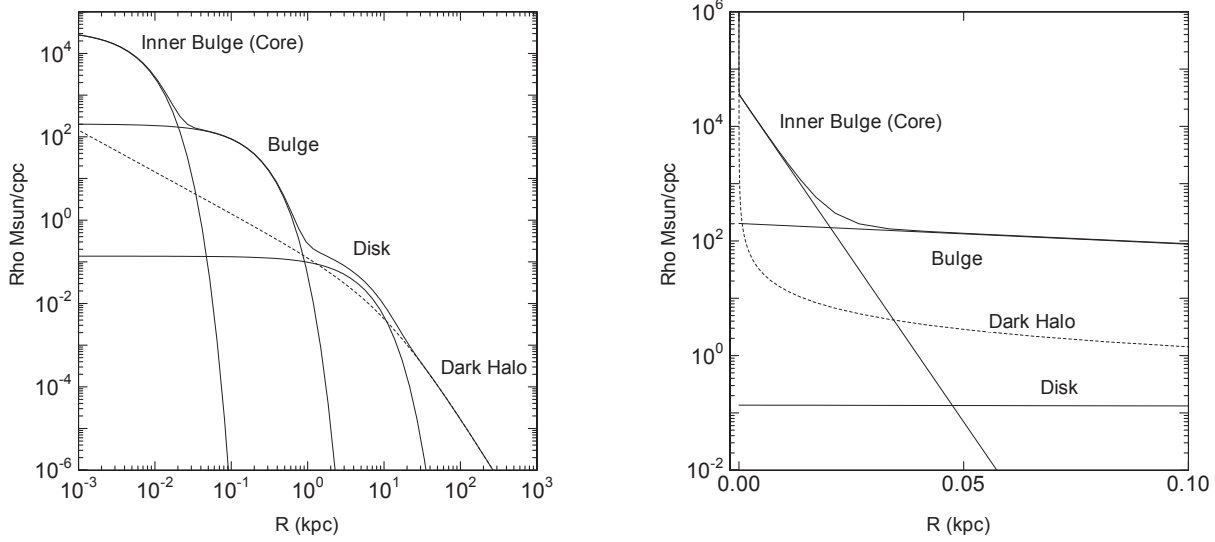 10^4
10^2
10^0
10^-2
10^-4
10^-6
Rho Msun/cpc
Inner Bulge (Core)
Bulge
Disk
Dark Halo
10^-3
10^-2
10^-1
10^0
10^1
10^2
10^3
R (kpc)
10^6
10^4
10^2
10^0
10^-2
Rho Msun/cpc
Inner Bulge (Core)
Bulge
Dark Halo
Disk
0.00
0.05
0.10
R (kpc)